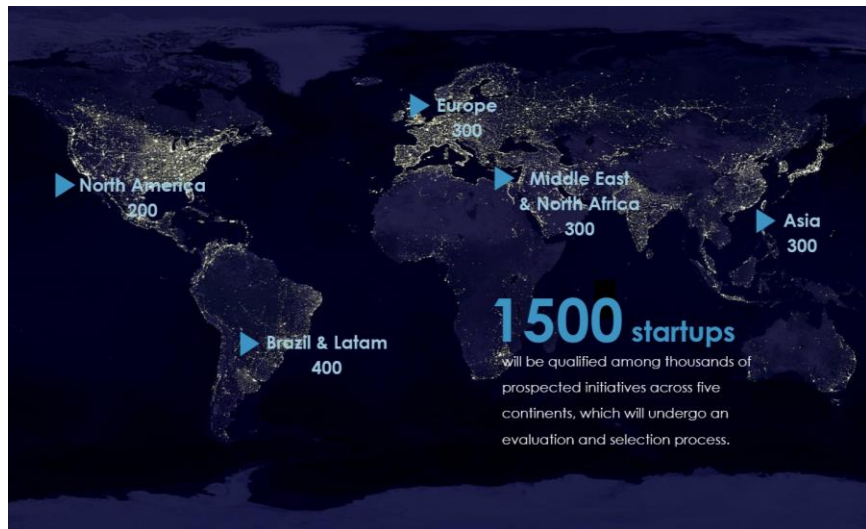 Europe
300
North America
200
Middle East
& North Africa
300
Asia
300
Brazil & Latam
400
1500 startups
will be qualified among thousands of
prospected initiatives across five
continents, which will undergo an
evaluation and selection process.